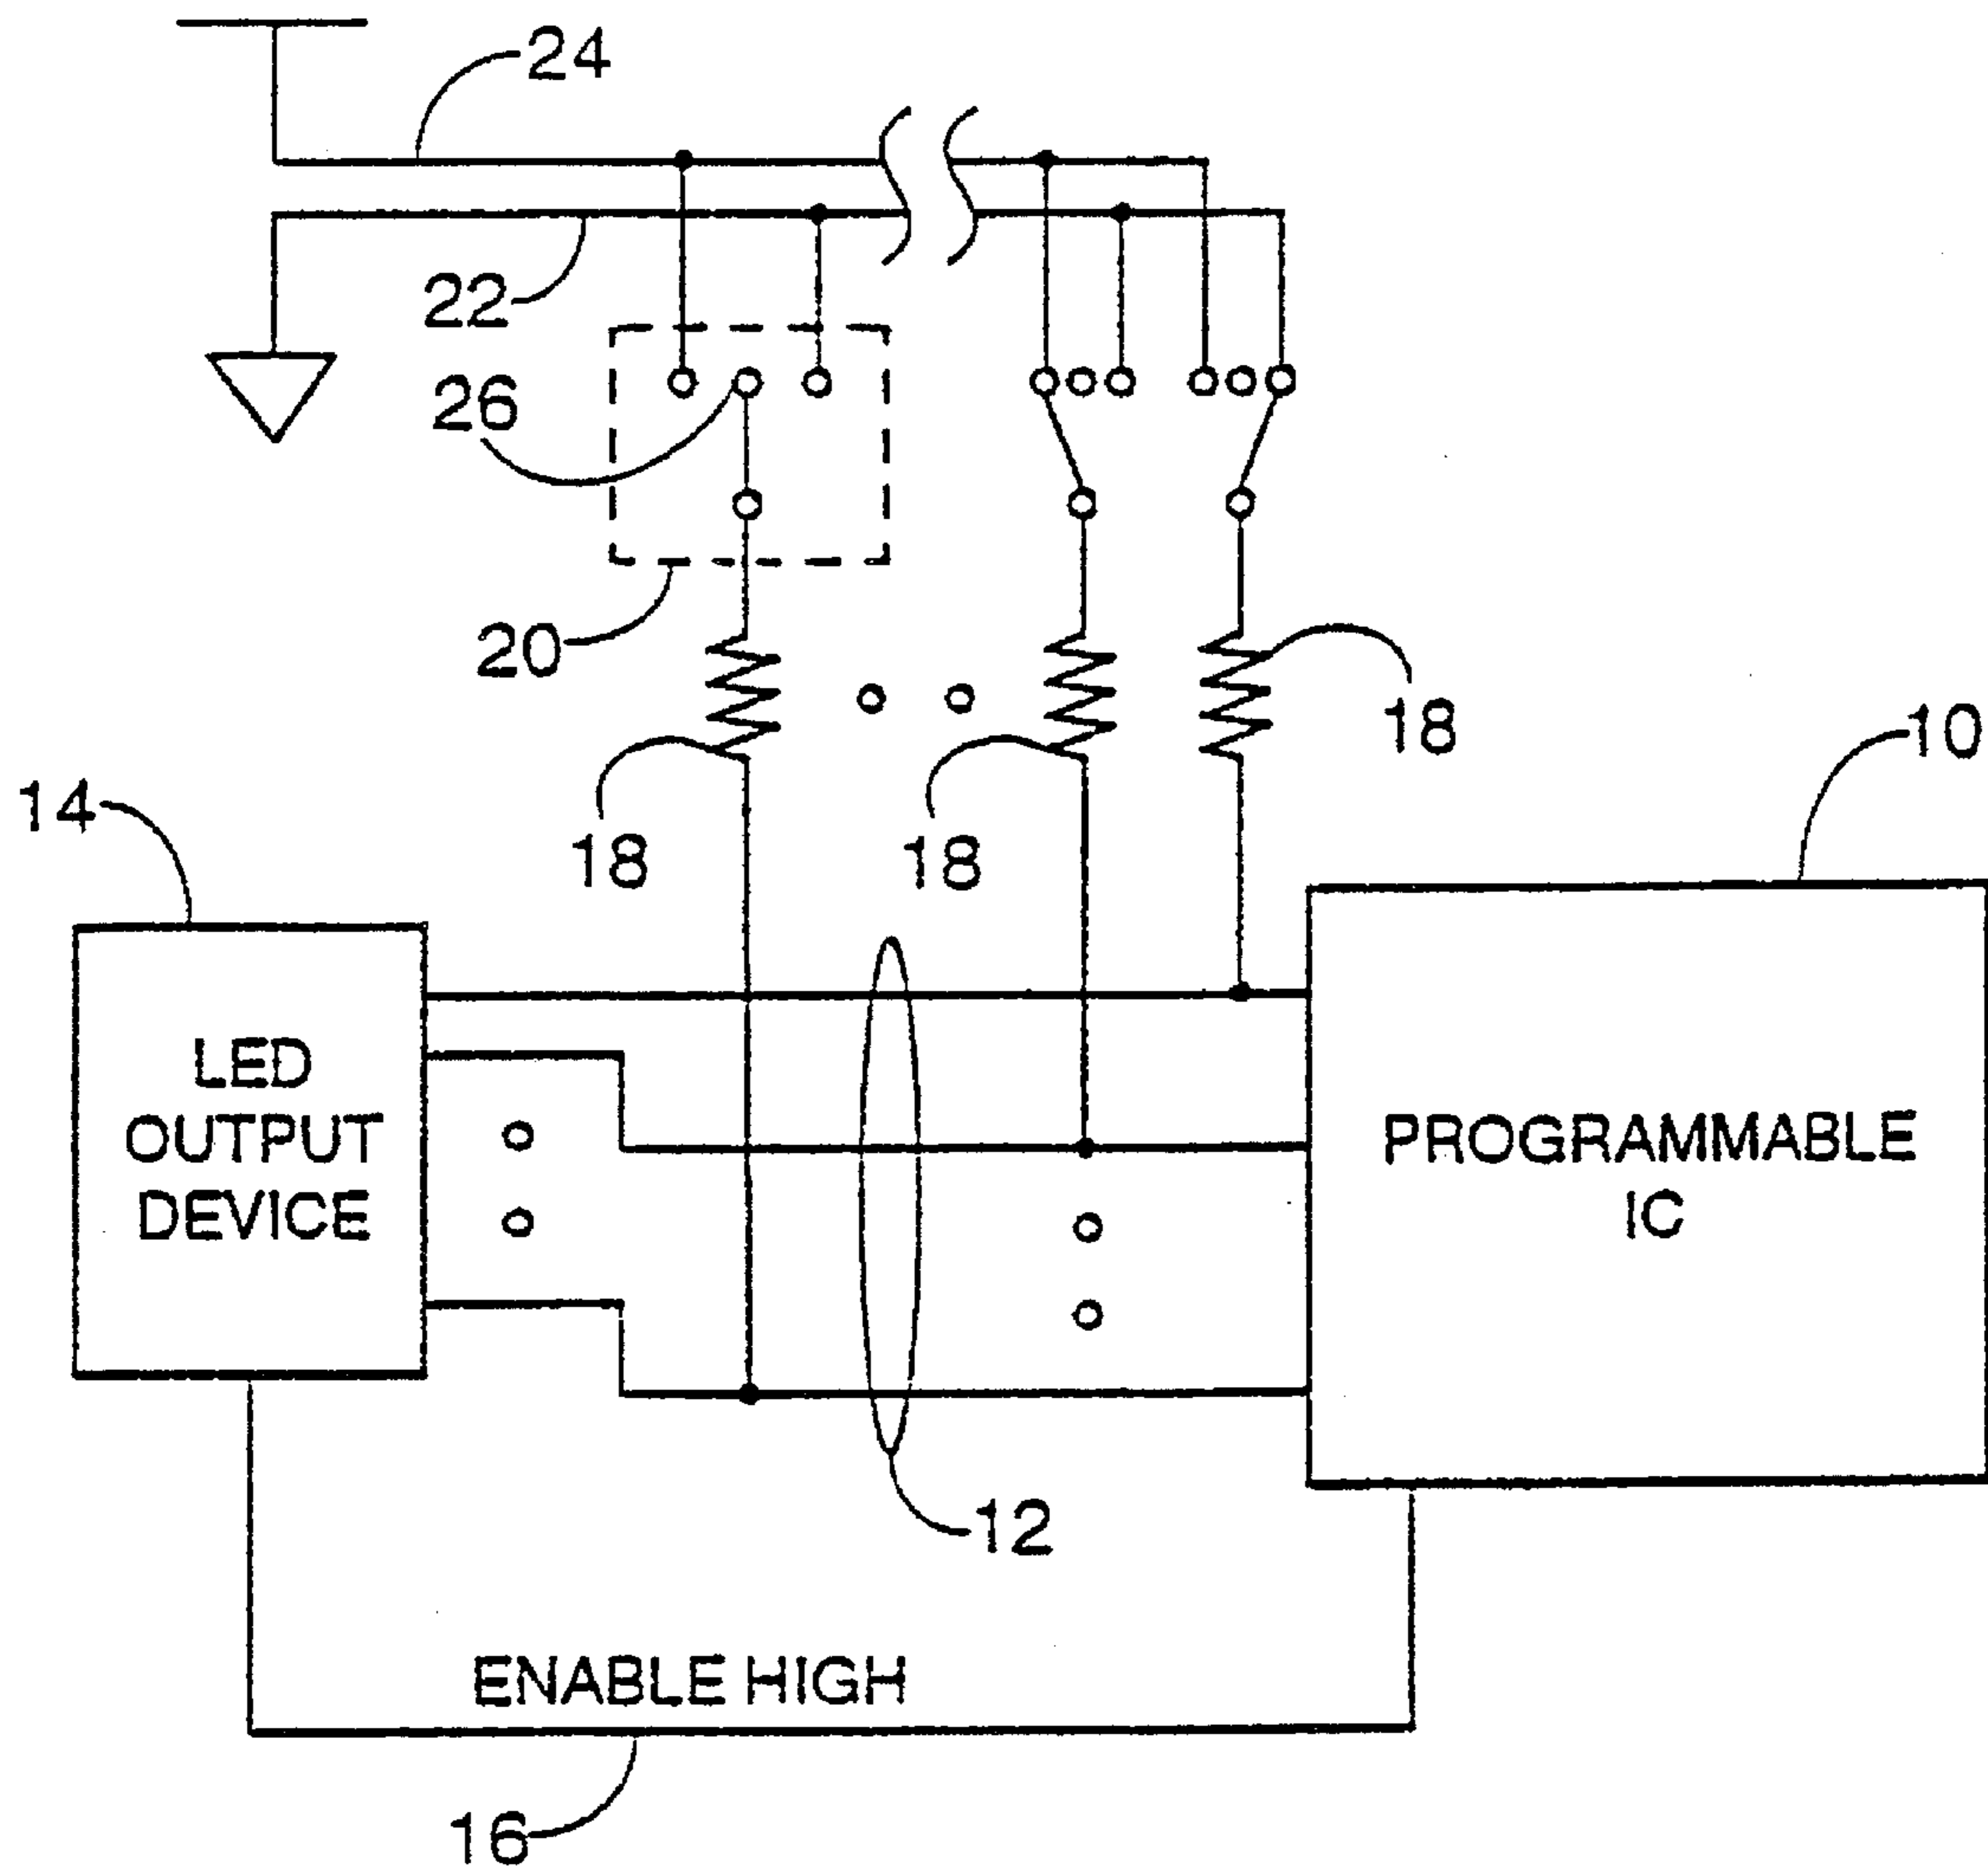 24
22
26
20
18
18
18
10
14
LED
OUTPUT
DEVICE
PROGRAMMABLE
IC
12
ENABLE HIGH
16